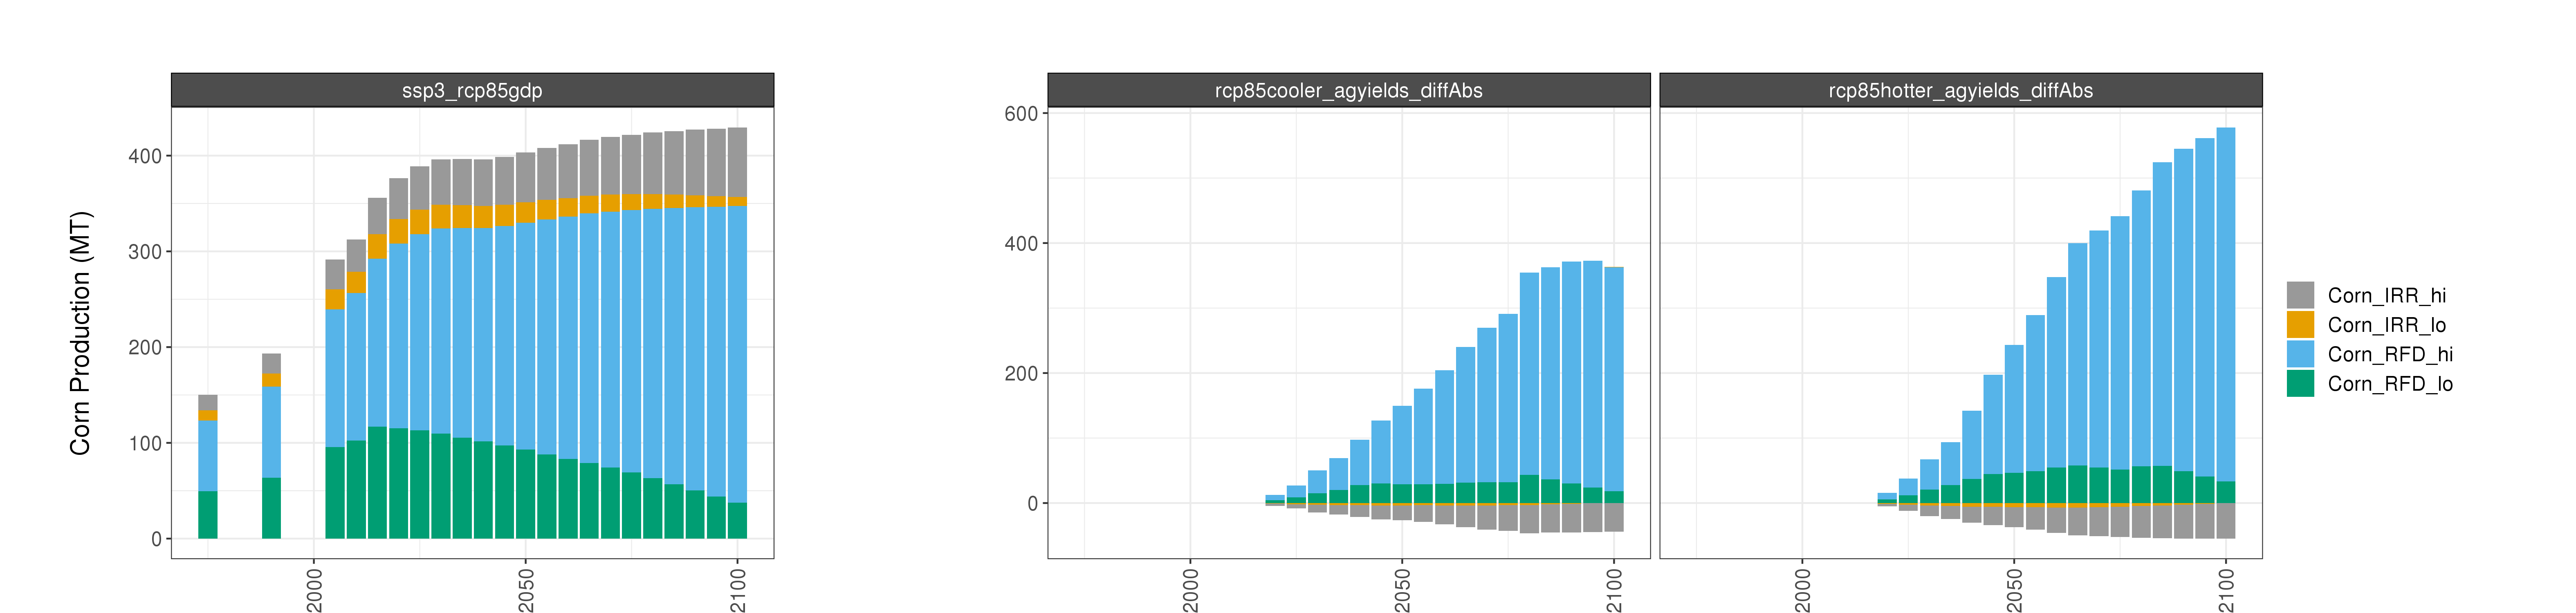 ssp3_rcp85gdp
rcp85cooler_agyields_diffAbs
rcp85hotter_agyields_diffAbs
Corn Production (MT)
400
300
200
100
0
600
400
200
0
2000
2050
2100
2000
2050
2100
2000
2050
2100
Corn_IRR_hi
Corn_IRR_lo
Corn_RFD_hi
Corn_RFD_lo